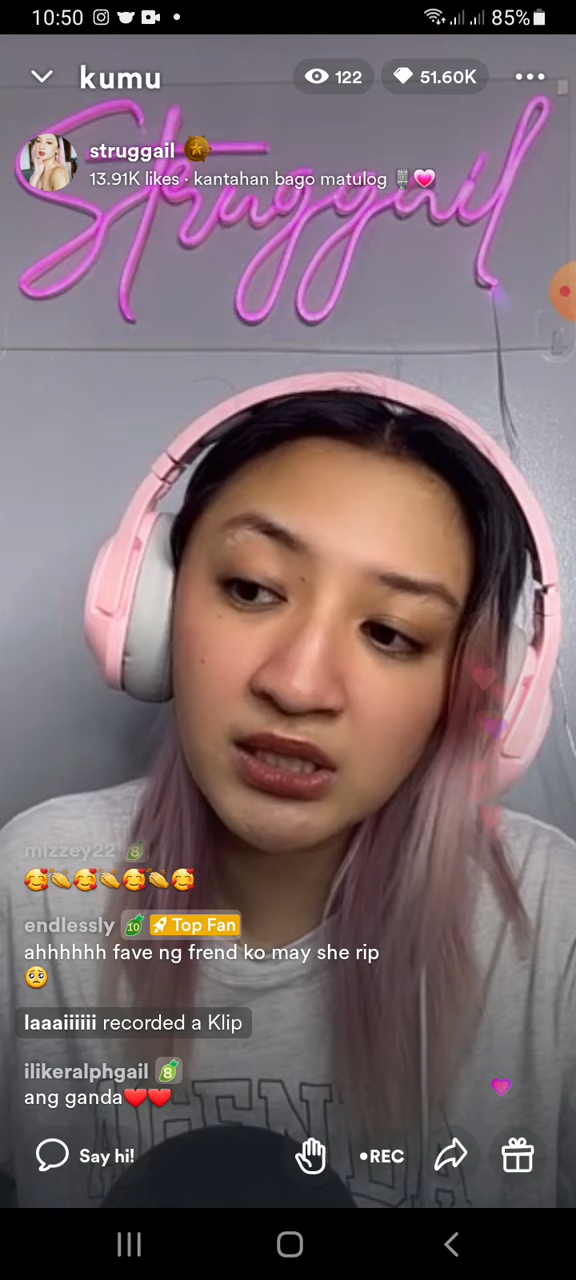 10:50
85%
kumu
122
51.60K
struggail
13.91K likes · kantahan bago matulog 🎙️💗
Struggail
mizzey22 8
🥰👏🥰👏🥰👏🥰
endlessly 10 Top Fan
ahhhhhh fave ng frend ko may she rip
🥺
laaaiiiiii recorded a Klip
ilikeralphgail 8
ang ganda❤️❤️
Say hi!
•REC